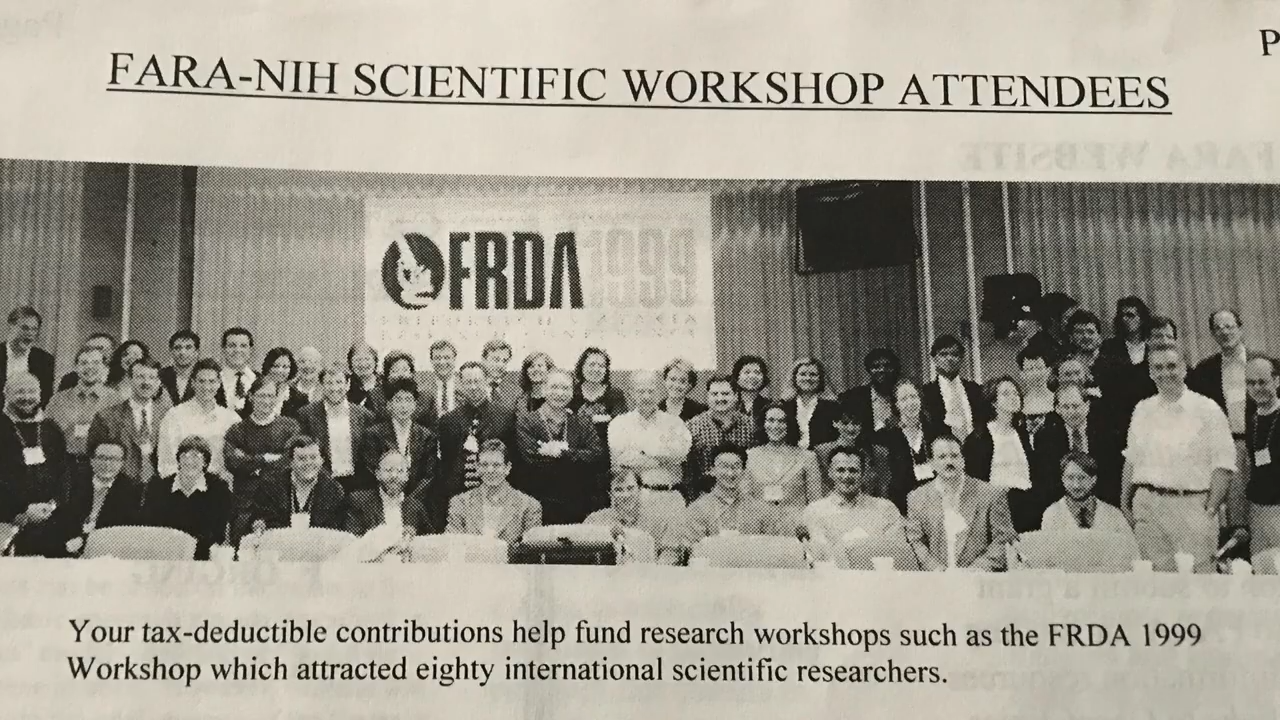 P
FARA-NIH SCIENTIFIC WORKSHOP ATTENDEES
FRDA 1999
Your tax-deductible contributions help fund research workshops such as the FRDA 1999
Workshop which attracted eighty international scientific researchers.